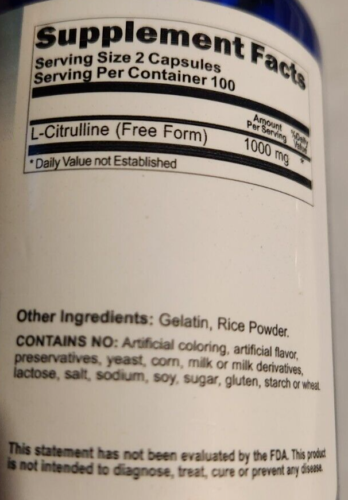 Supplement Facts
Serving Size 2 Capsules
Serving Per Container 100
Amount Per Serving %Daily Value
L-Citrulline (Free Form) 1000 mg *
*Daily Value not Established
Other Ingredients: Gelatin, Rice Powder.
CONTAINS NO: Artificial coloring, artificial flavor,
preservatives, yeast, corn, milk or milk derivatives,
lactose, salt, sodium, soy, sugar, gluten, starch or wheat.
This statement has not been evaluated by the FDA. This product
is not intended to diagnose, treat, cure or prevent any disease.